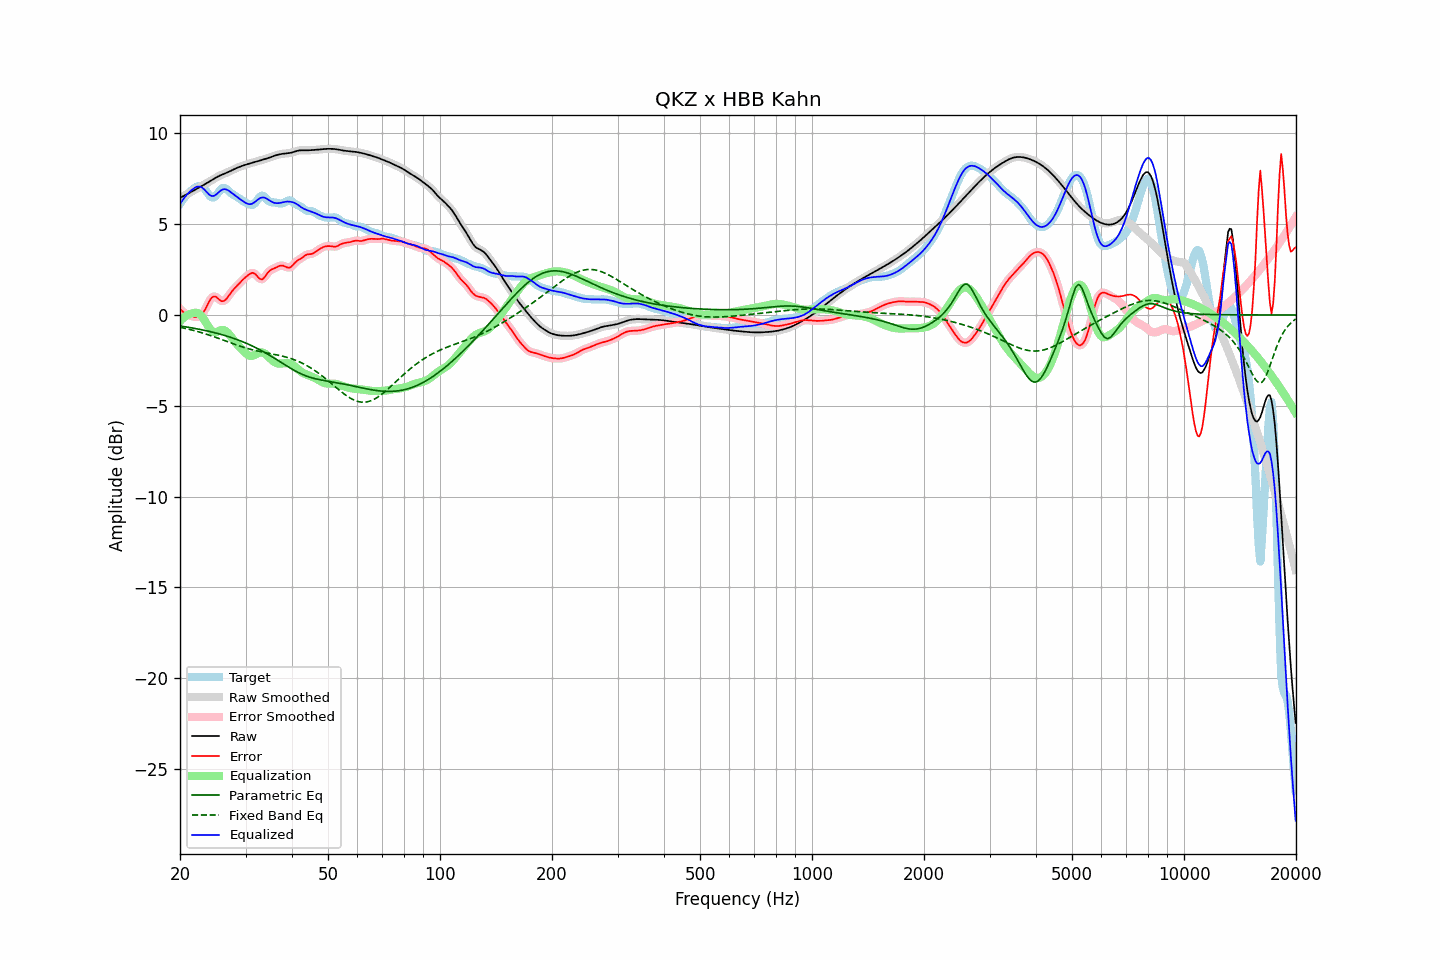 QKZ x HBB Kahn
Amplitude (dBr)
10
5
0
−5
−10
−15
−20
−25
Target
Raw Smoothed
Error Smoothed
Raw
Error
Equalization
Parametric Eq
Fixed Band Eq
Equalized
20 50 100 200 500 1000 2000 5000 10000 20000
Frequency (Hz)